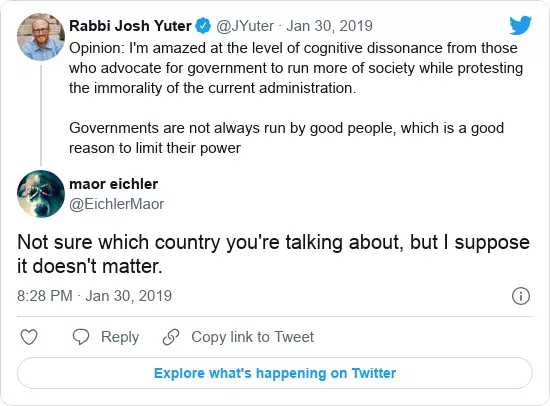 Rabbi Josh Yuter @JYuter · Jan 30, 2019
Opinion: I'm amazed at the level of cognitive dissonance from those
who advocate for government to run more of society while protesting
the immorality of the current administration.
Governments are not always run by good people, which is a good
reason to limit their power
maor eichler
@EichlerMaor
Not sure which country you're talking about, but I suppose
it doesn't matter.
8:28 PM · Jan 30, 2019
Reply Copy link to Tweet
Explore what's happening on Twitter